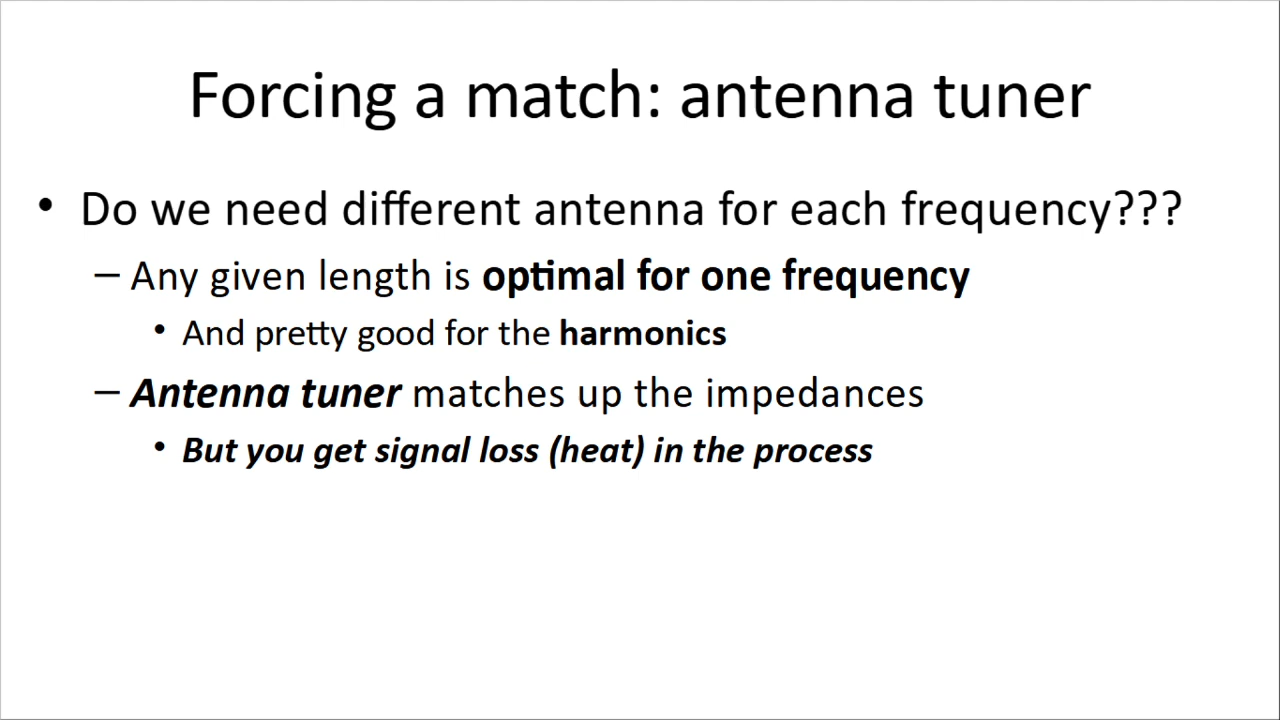 Forcing a match: antenna tuner
• Do we need different antenna for each frequency???
– Any given length is optimal for one frequency
• And pretty good for the harmonics
– Antenna tuner matches up the impedances
• But you get signal loss (heat) in the process